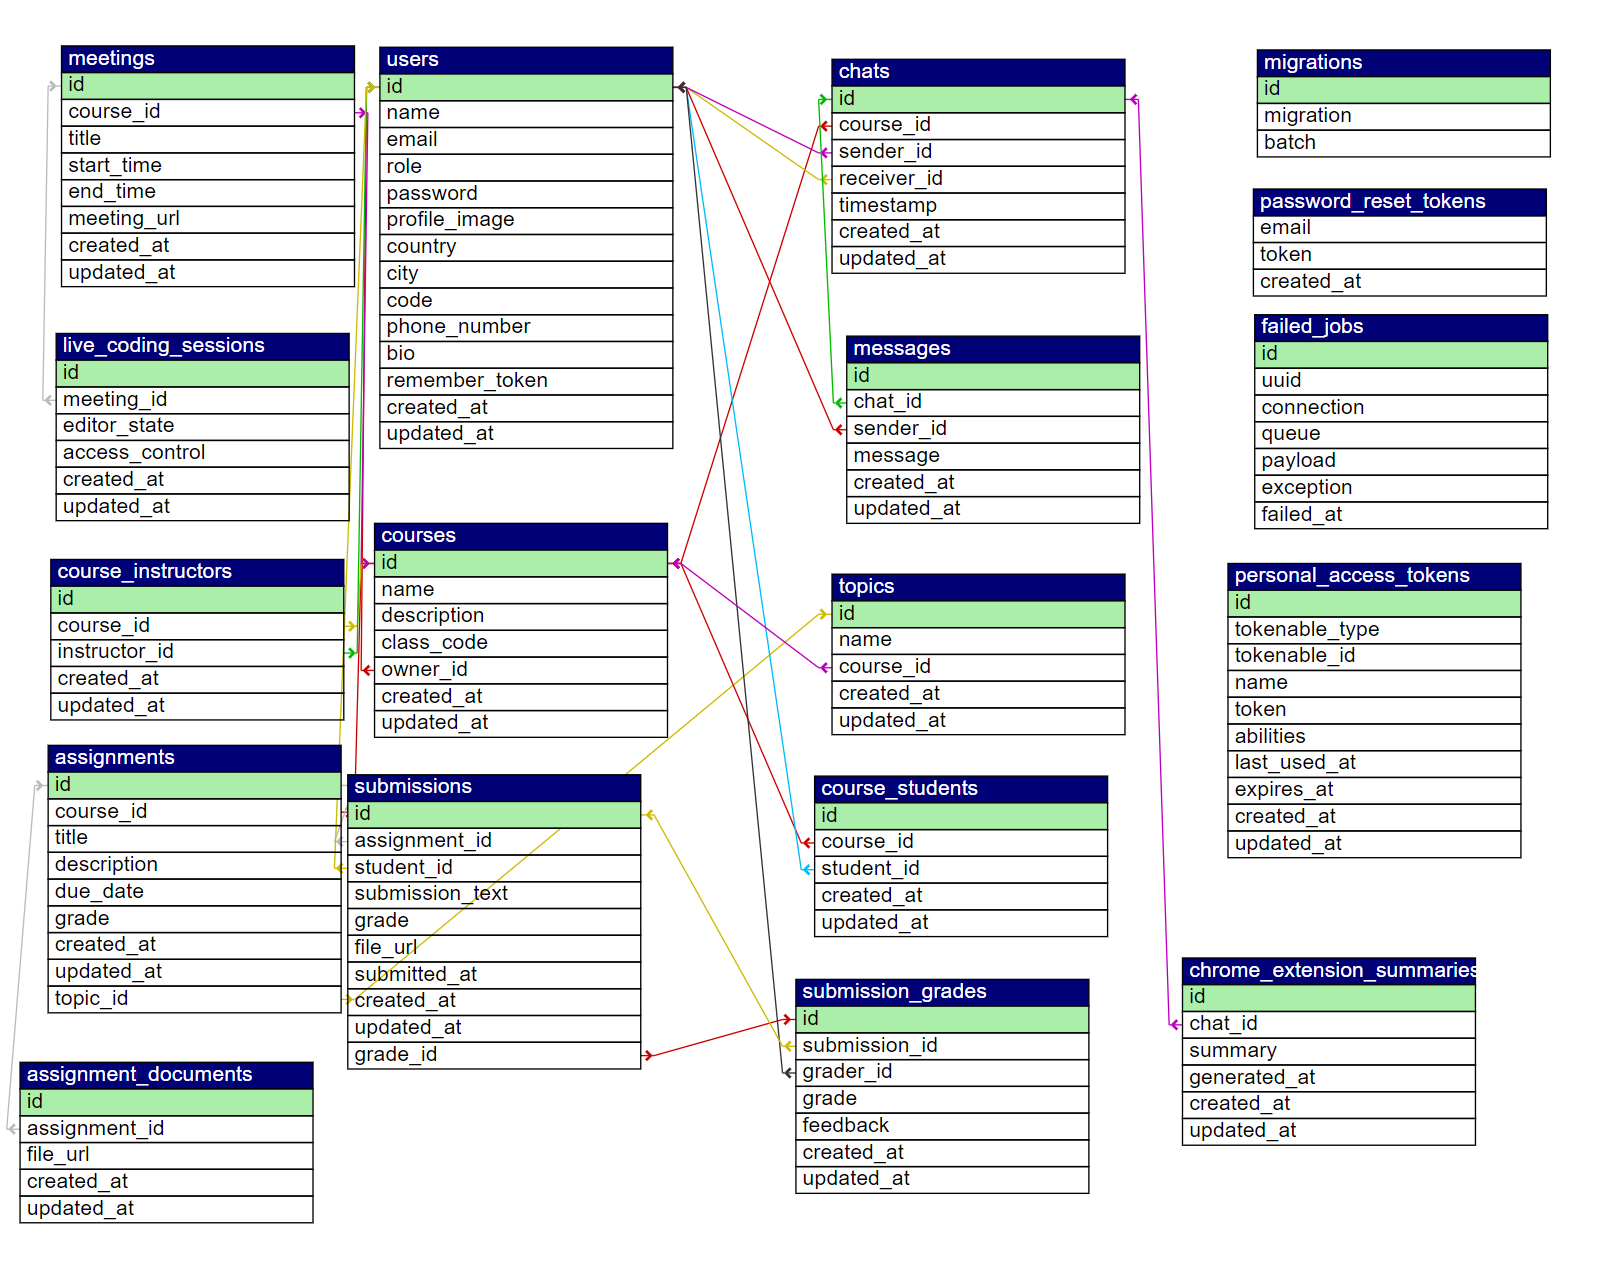 meetings
id
course_id
title
start_time
end_time
meeting_url
created_at
updated_at
users
id
name
email
role
password
profile_image
country
city
code
phone_number
bio
remember_token
created_at
updated_at
chats
id
course_id
sender_id
receiver_id
timestamp
created_at
updated_at
migrations
id
migration
batch
password_reset_tokens
email
token
created_at
live_coding_sessions
id
meeting_id
editor_state
access_control
created_at
updated_at
messages
id
chat_id
sender_id
message
created_at
updated_at
failed_jobs
id
uuid
connection
queue
payload
exception
failed_at
course_instructors
id
course_id
instructor_id
created_at
updated_at
courses
id
name
description
class_code
owner_id
created_at
updated_at
topics
id
name
course_id
created_at
updated_at
personal_access_tokens
id
tokenable_type
tokenable_id
name
token
abilities
last_used_at
expires_at
created_at
updated_at
assignments
id
course_id
title
description
due_date
grade
created_at
updated_at
topic_id
submissions
id
assignment_id
student_id
submission_text
grade
file_url
submitted_at
created_at
updated_at
grade_id
course_students
id
course_id
student_id
created_at
updated_at
submission_grades
id
submission_id
grader_id
grade
feedback
created_at
updated_at
chrome_extension_summaries
id
chat_id
summary
generated_at
created_at
updated_at
assignment_documents
id
assignment_id
file_url
created_at
updated_at